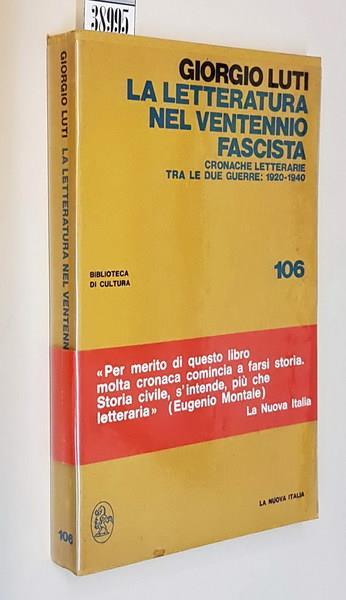 38995
GIORGIO LUTI
LA LETTERATURA
NEL VENTENNIO
FASCISTA
CRONACHE LETTERARIE
TRA LE DUE GUERRE: 1920-1940
BIBLIOTECA
DI CULTURA
106
«Per merito di questo libro
molta cronaca comincia a farsi storia.
Storia civile, s'intende, più che
letteraria» (Eugenio Montale)
La Nuova Italia
LA NUOVA ITALIA
GIORGIO LUTI LA LETTERATURA NEL VENTENN
106